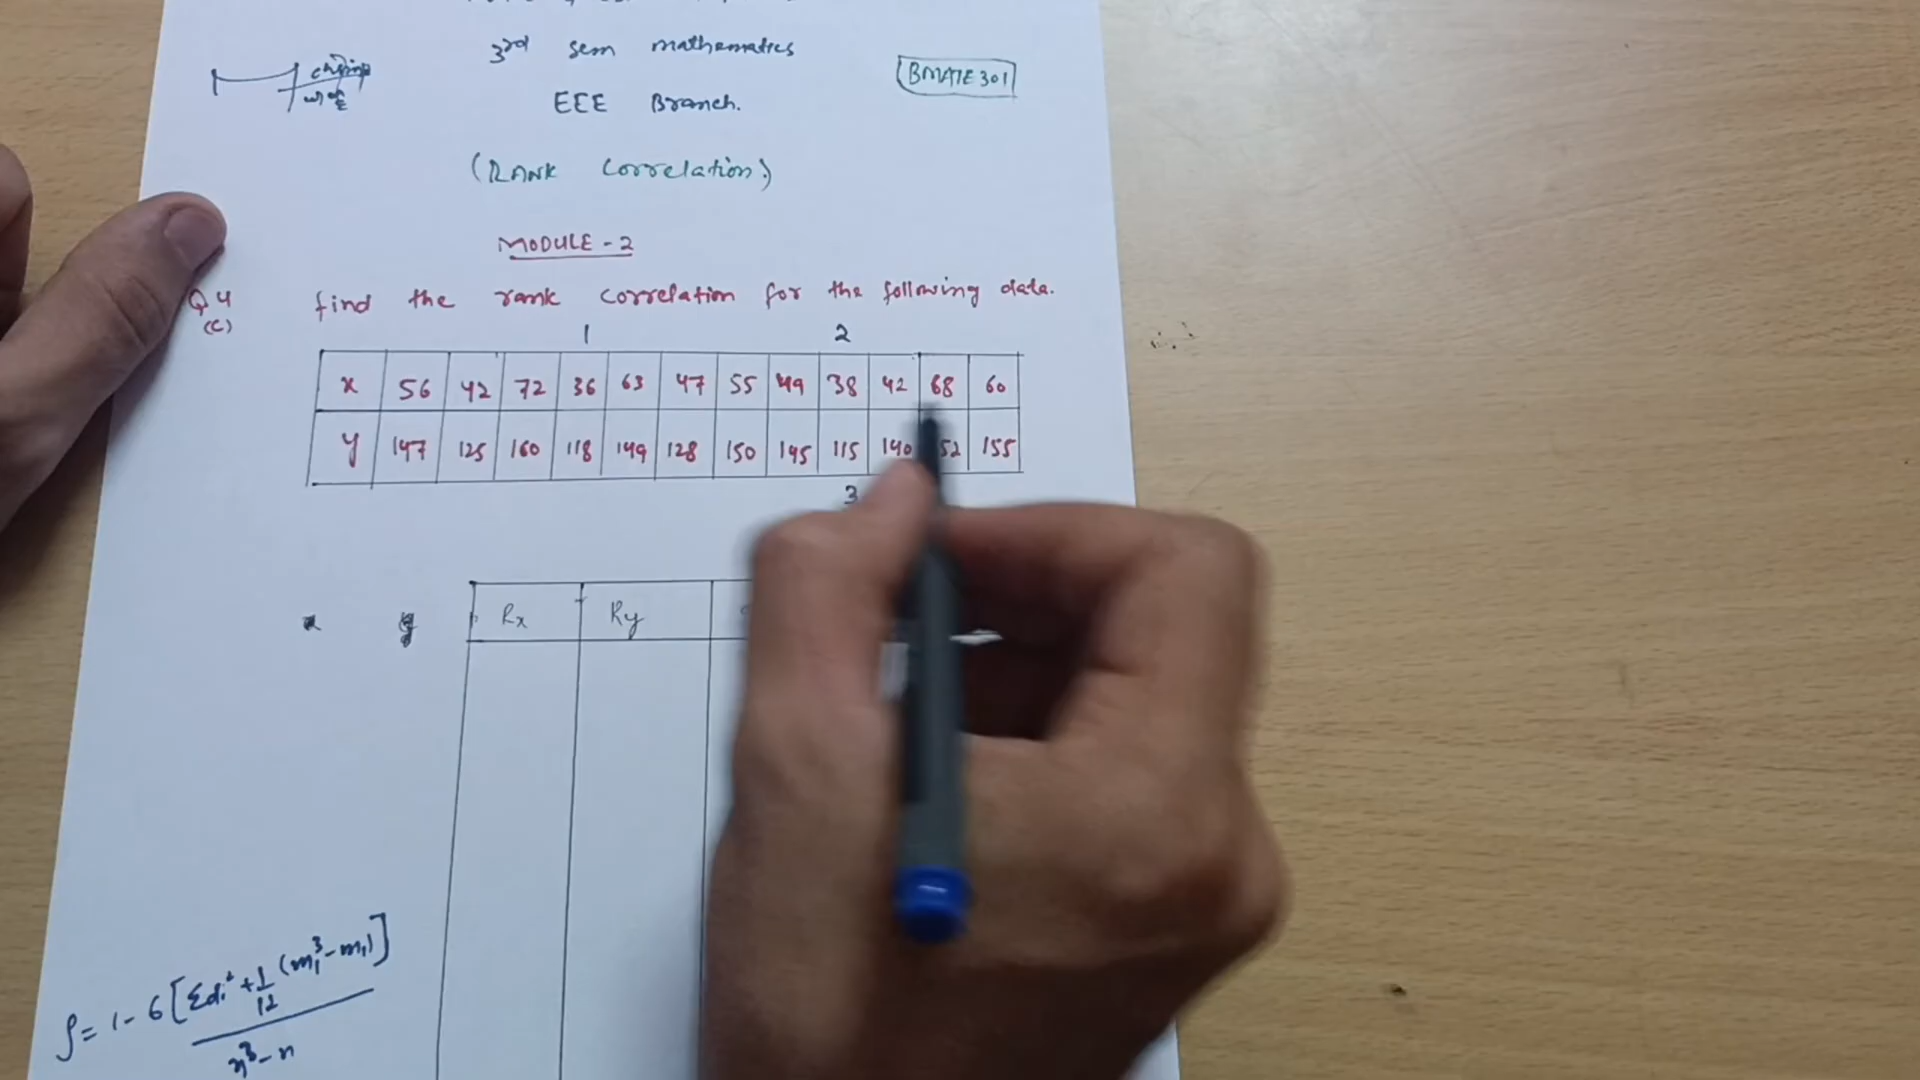 3rd sem mathematics
EEE Branch.
BMATE301
(RANK Correlation)
MODULE - 2
Q4 (c) find the rank correlation for the following data.
1 2
x 56 42 72 36 63 47 55 49 38 42 68 60
y 147 125 160 118 149 128 150 145 115 140 52 155
3
Rx Ry
ρ = 1 - 6 [Σdi² + 1/12 (m₁³ - m₁)]
n³ - n